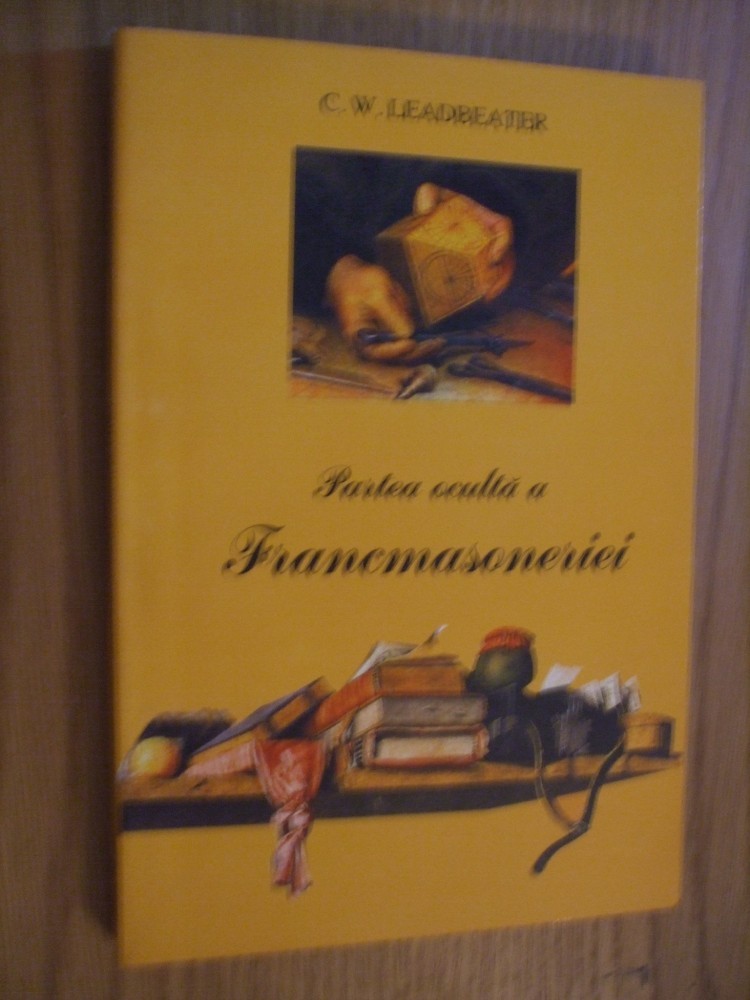 C. W. LEADBEATER
Partea ocultă a
Francmasoneriei